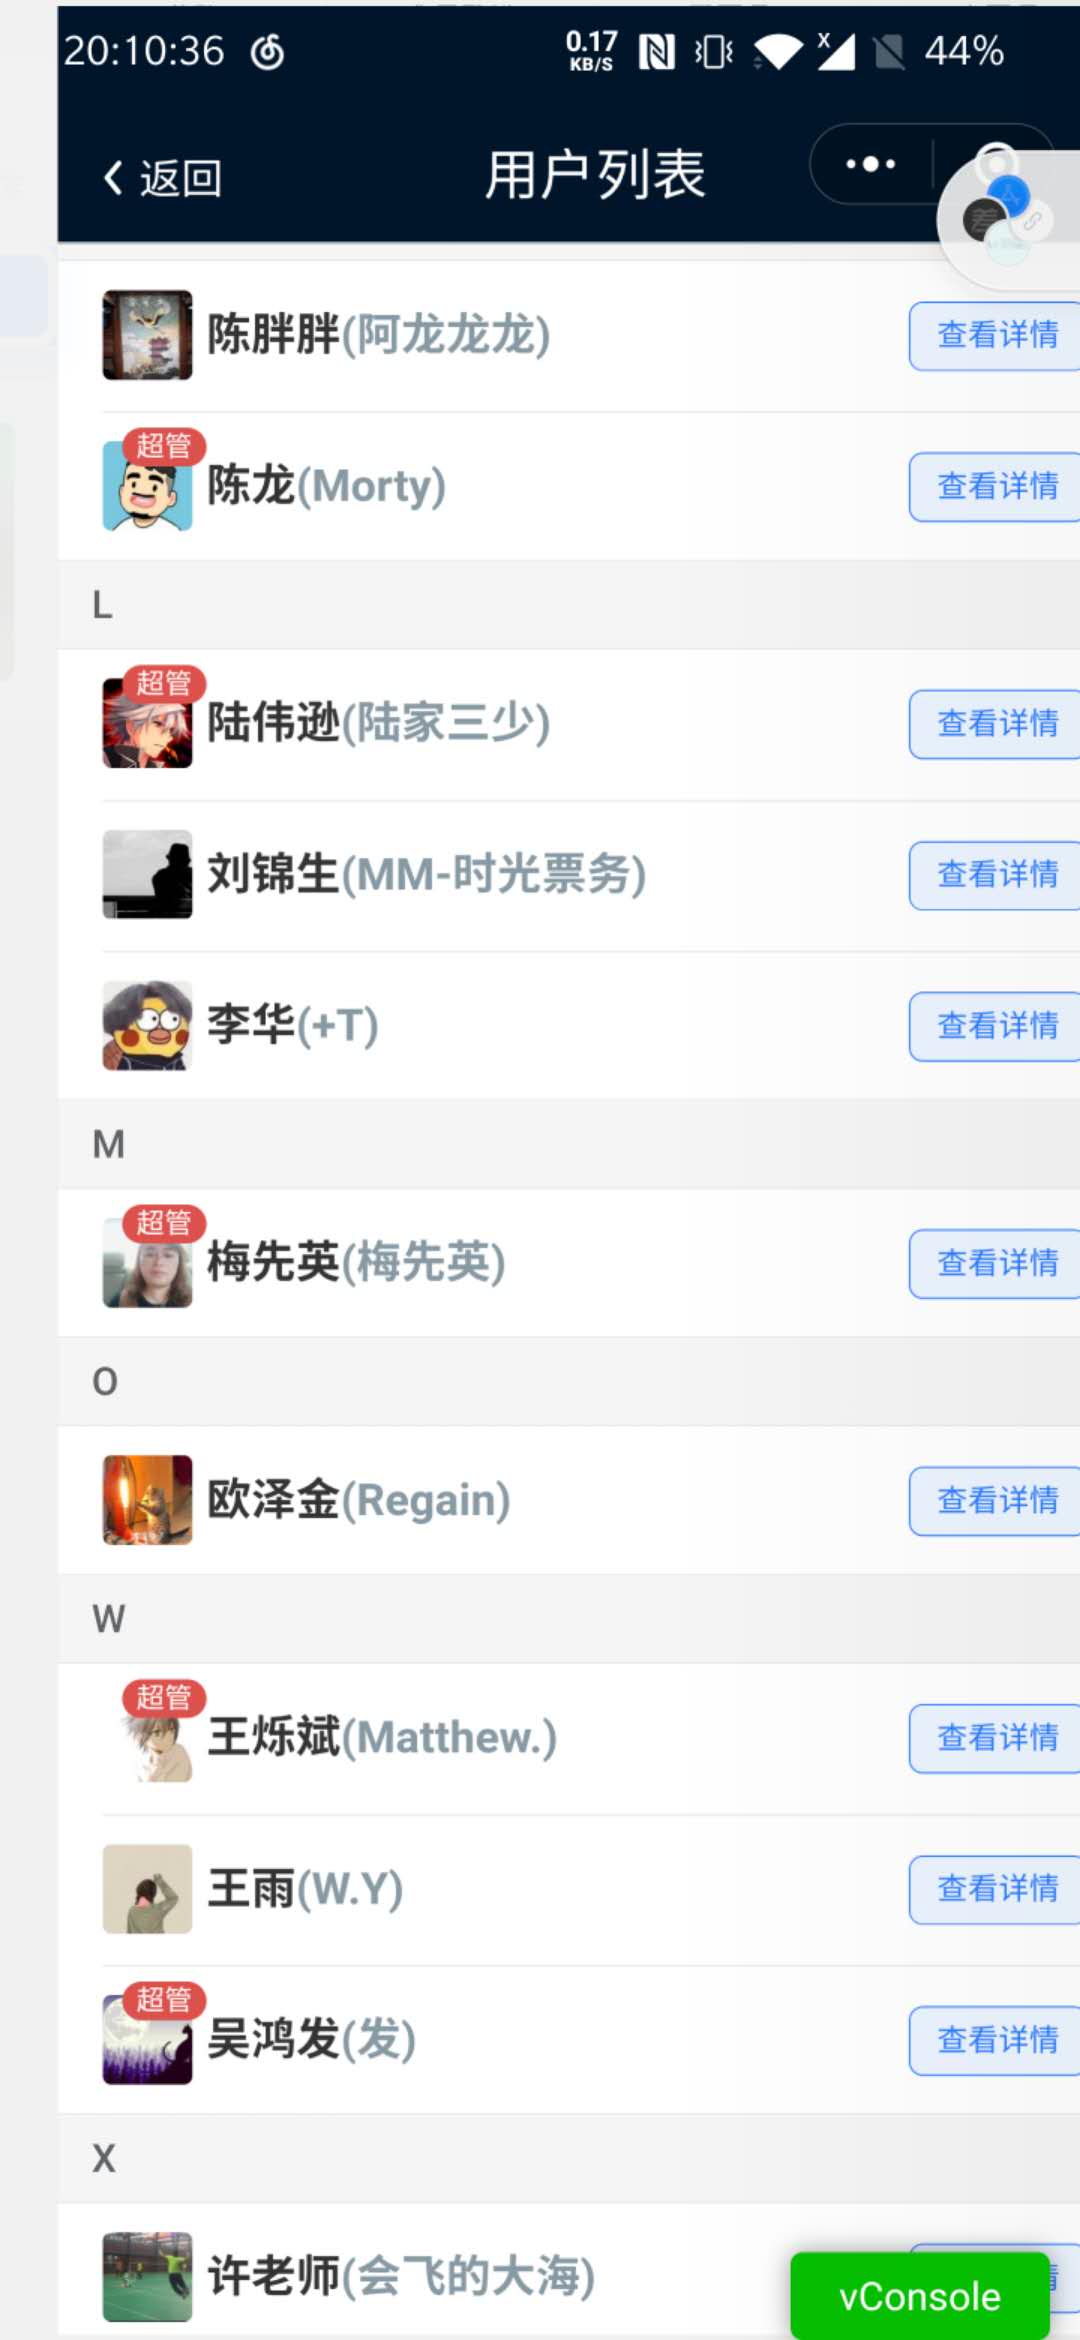 20:10:36 0.17 KB/S 44%
返回 用户列表
差
陈胖胖(阿龙龙龙) 查看详情
超管
陈龙(Morty) 查看详情
L
超管
陆伟逊(陆家三少) 查看详情
刘锦生(MM-时光票务) 查看详情
李华(+T) 查看详情
M
超管
梅先英(梅先英) 查看详情
O
欧泽金(Regain) 查看详情
W
超管
王烁斌(Matthew.) 查看详情
王雨(W.Y) 查看详情
超管
吴鸿发(发) 查看详情
X
许老师(会飞的大海)
vConsole